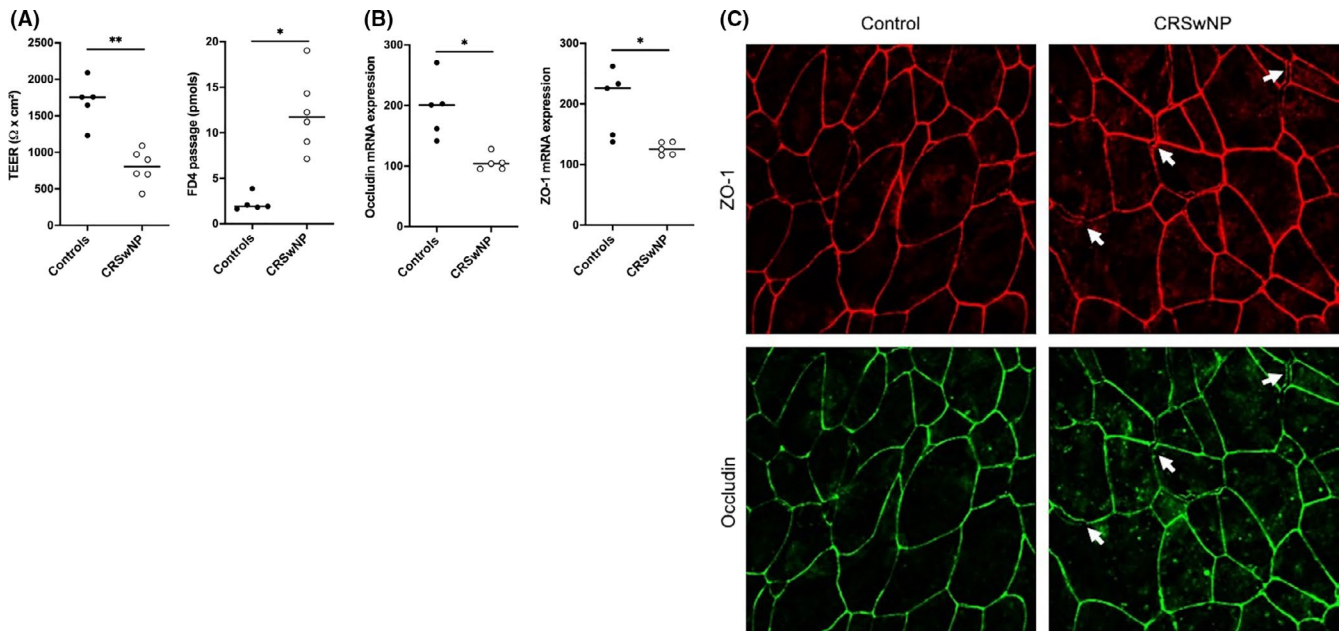 (A)
**
2500
2000
1500
1000
500
0
TEER (Ω x cm²)
Controls
CRSwNP
*
20
15
10
5
0
FD4 passage (pmols)
Controls
CRSwNP
(B)
*
300
200
100
0
Occludin mRNA expression
Controls
CRSwNP
*
300
200
100
0
ZO-1 mRNA expression
Controls
CRSwNP
(C)
Control
CRSwNP
ZO-1
Occludin